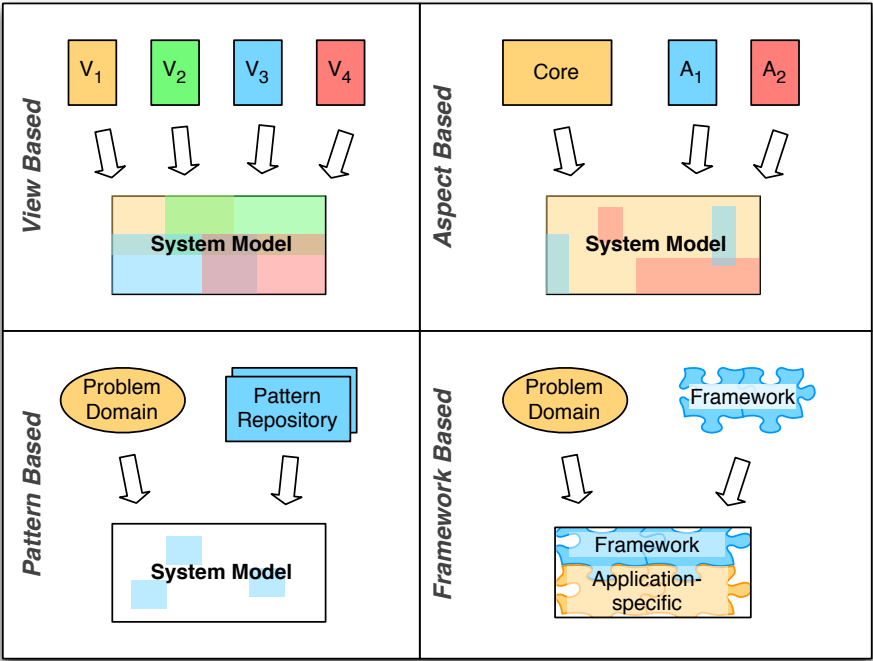 View Based
V1
V2
V3
V4
System Model
Aspect Based
Core
A1
A2
System Model
Pattern Based
Problem
Domain
Pattern
Repository
System Model
Framework Based
Problem
Domain
Framework
Framework
Application-
specific